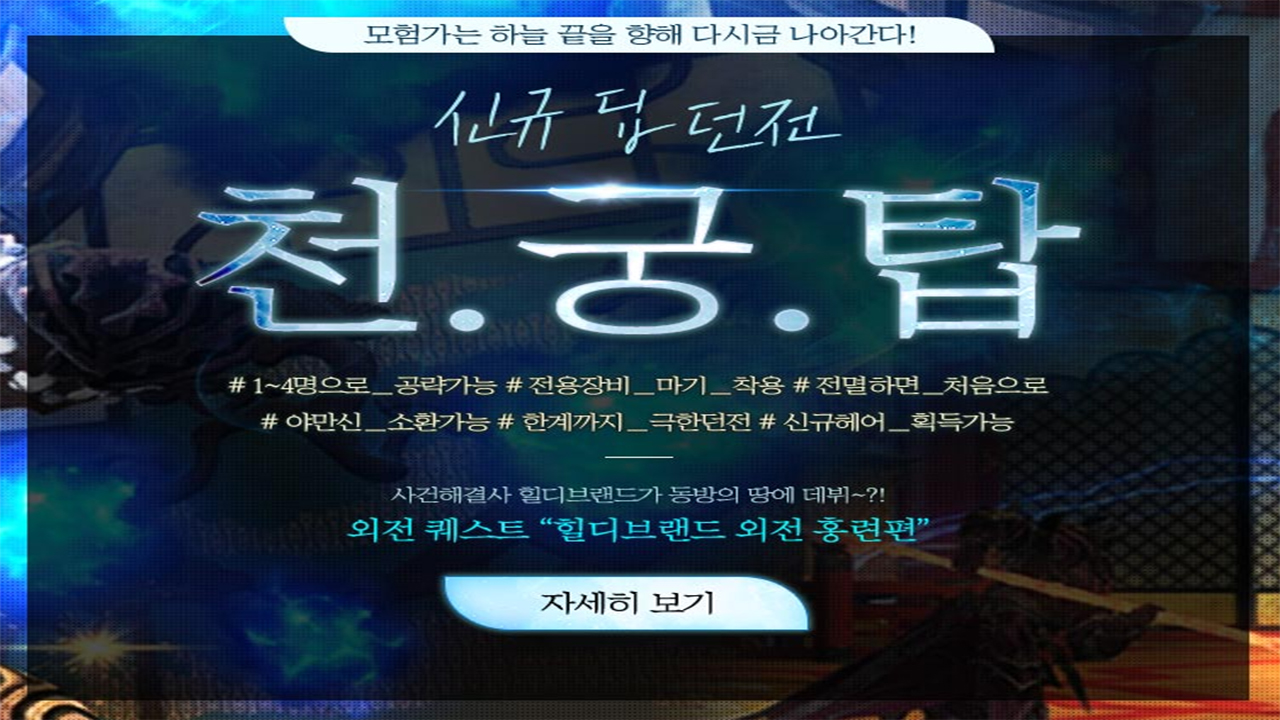 모험가는 하늘 끝을 향해 다시금 나아간다!
신규 딥 던전
천.궁.탑
# 1~4명으로_공략가능 # 전용장비_마기_착용 # 전멸하면_처음으로
# 야만신_소환가능 # 한계까지_극한던전 # 신규헤어_획득가능
사건해결사 힐디브랜드가 동방의 땅에 데뷔~?!
외전 퀘스트 “힐디브랜드 외전 홍련편”
자세히 보기